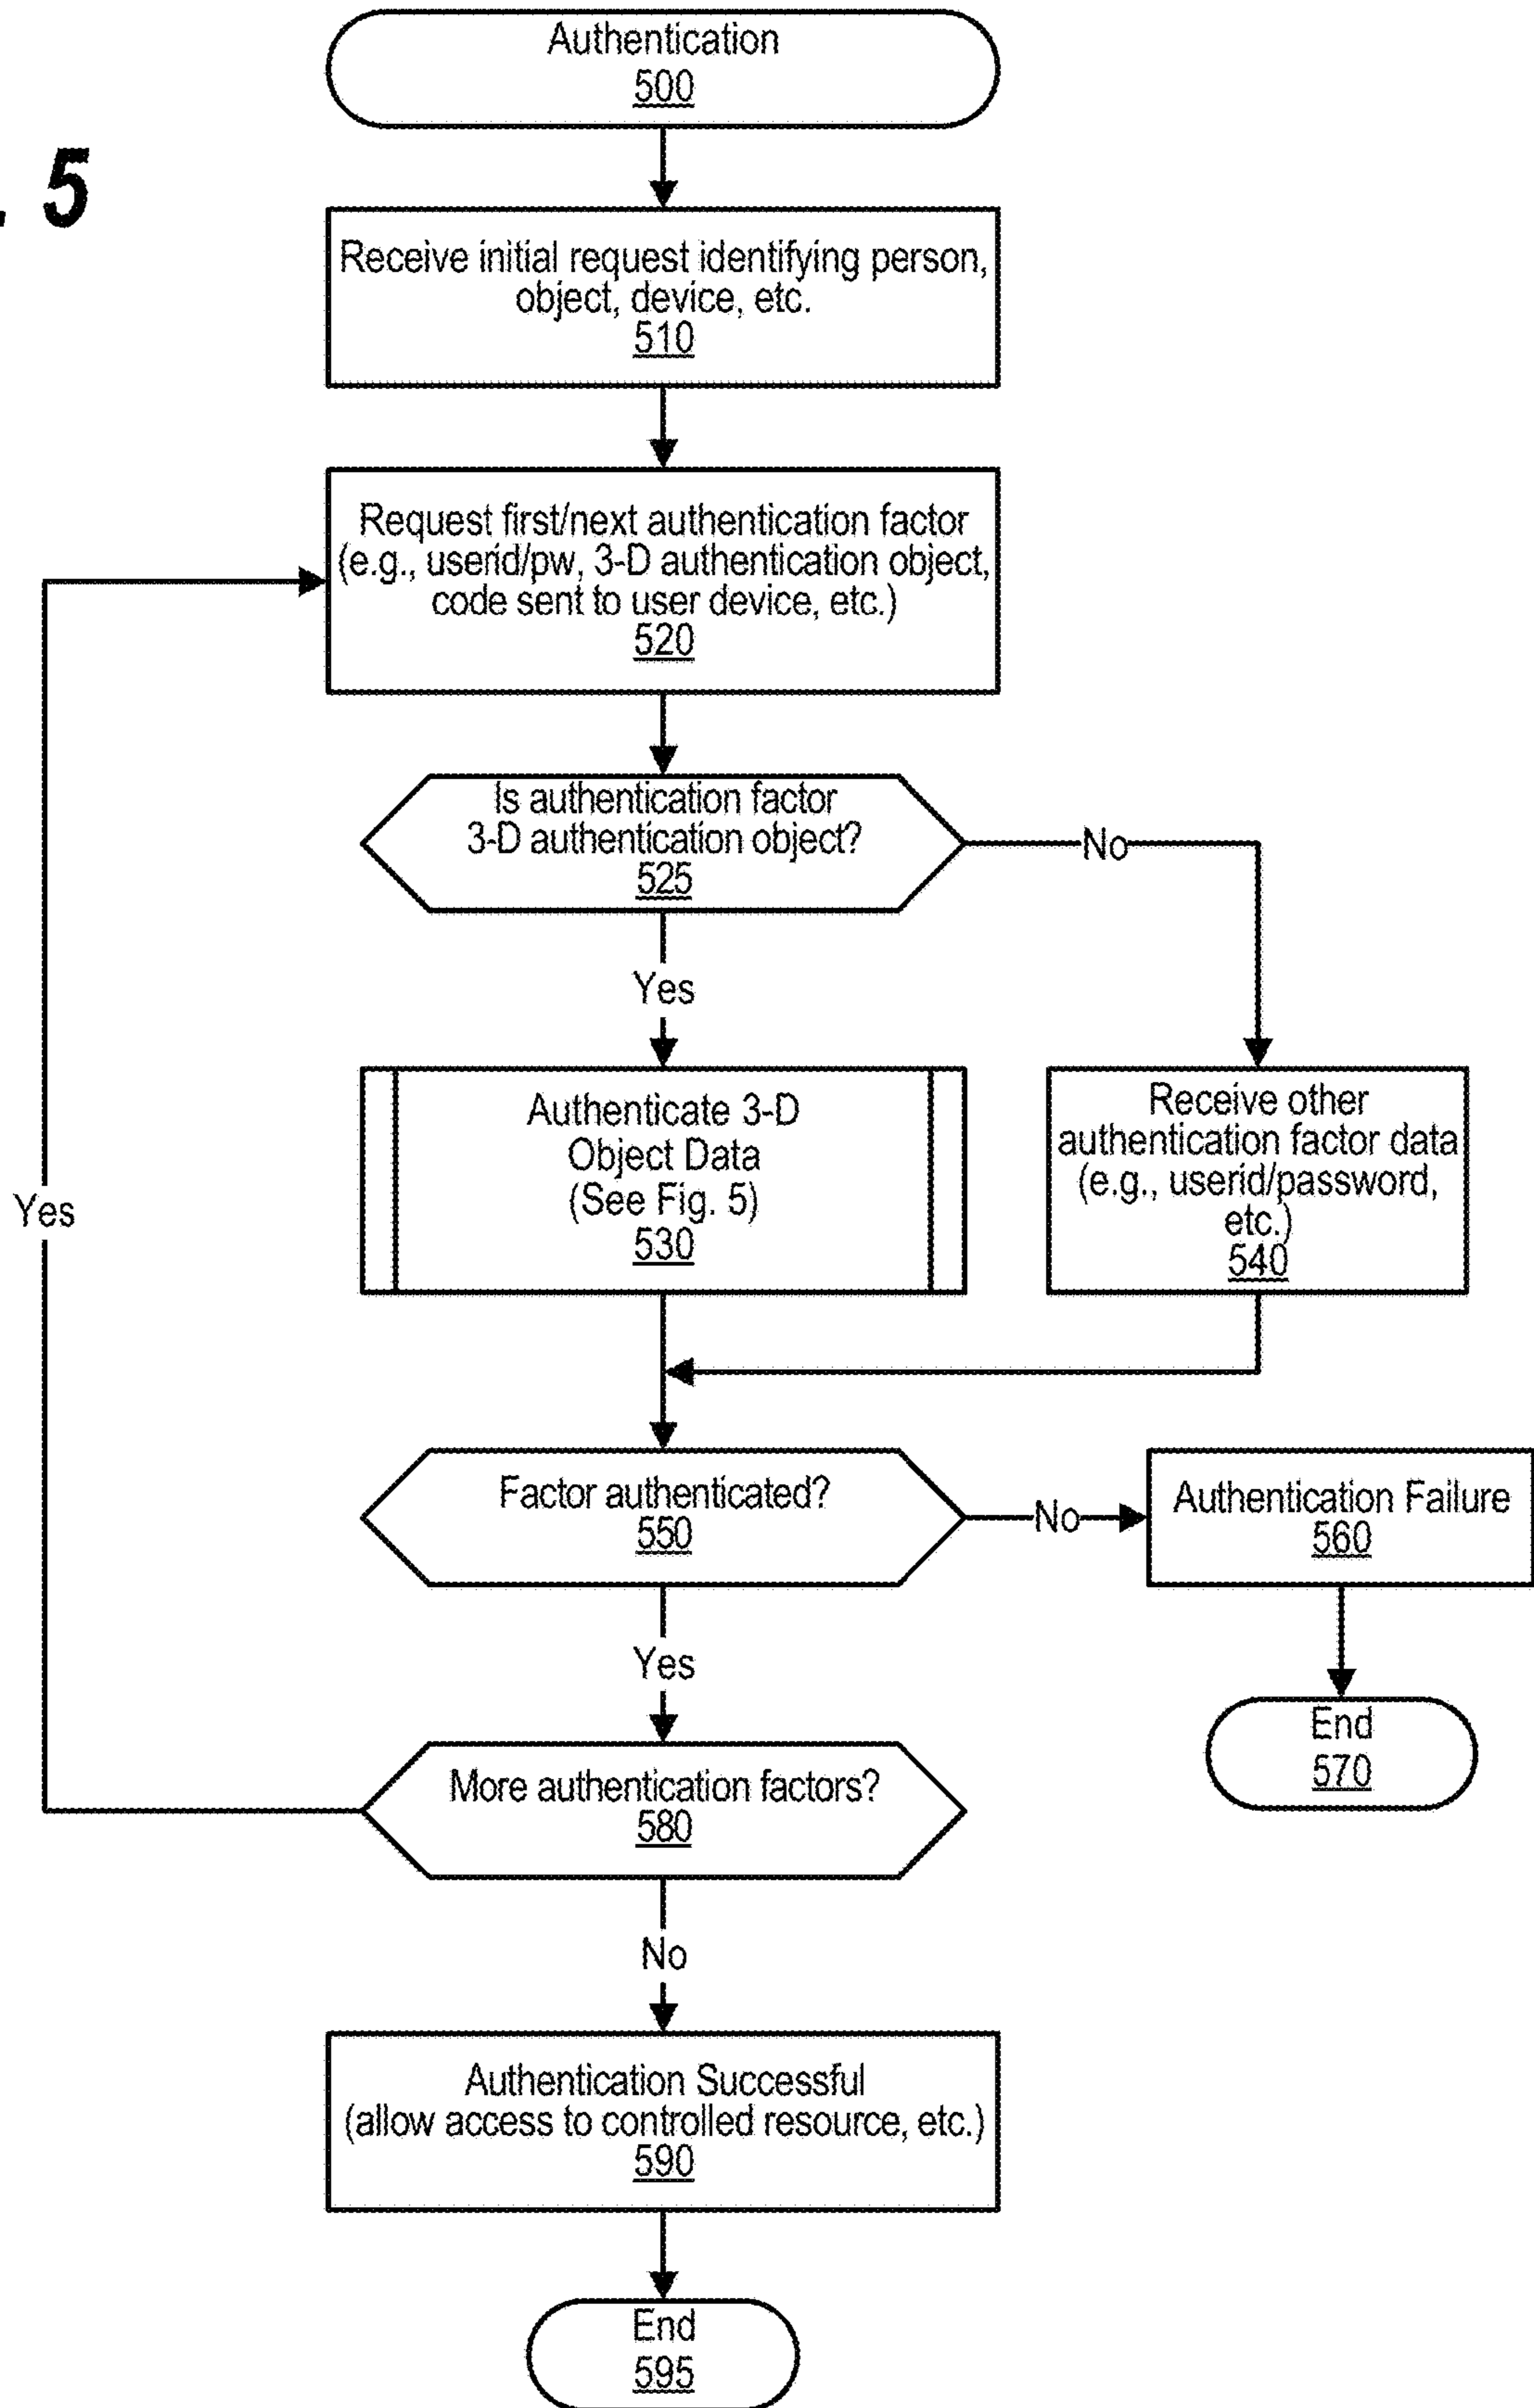 . 5
Authentication
500
Receive initial request identifying person,
object, device, etc.
510
Request first/next authentication factor
(e.g., userid/pw, 3-D authentication object,
code sent to user device, etc.)
520
Is authentication factor
3-D authentication object?
525
No
Yes
Authenticate 3-D
Object Data
(See Fig. 5)
530
Receive other
authentication factor data
(e.g., userid/password,
etc.)
540
Yes
Factor authenticated?
550
No
Authentication Failure
560
Yes
End
570
More authentication factors?
580
No
Authentication Successful
(allow access to controlled resource, etc.)
590
End
595